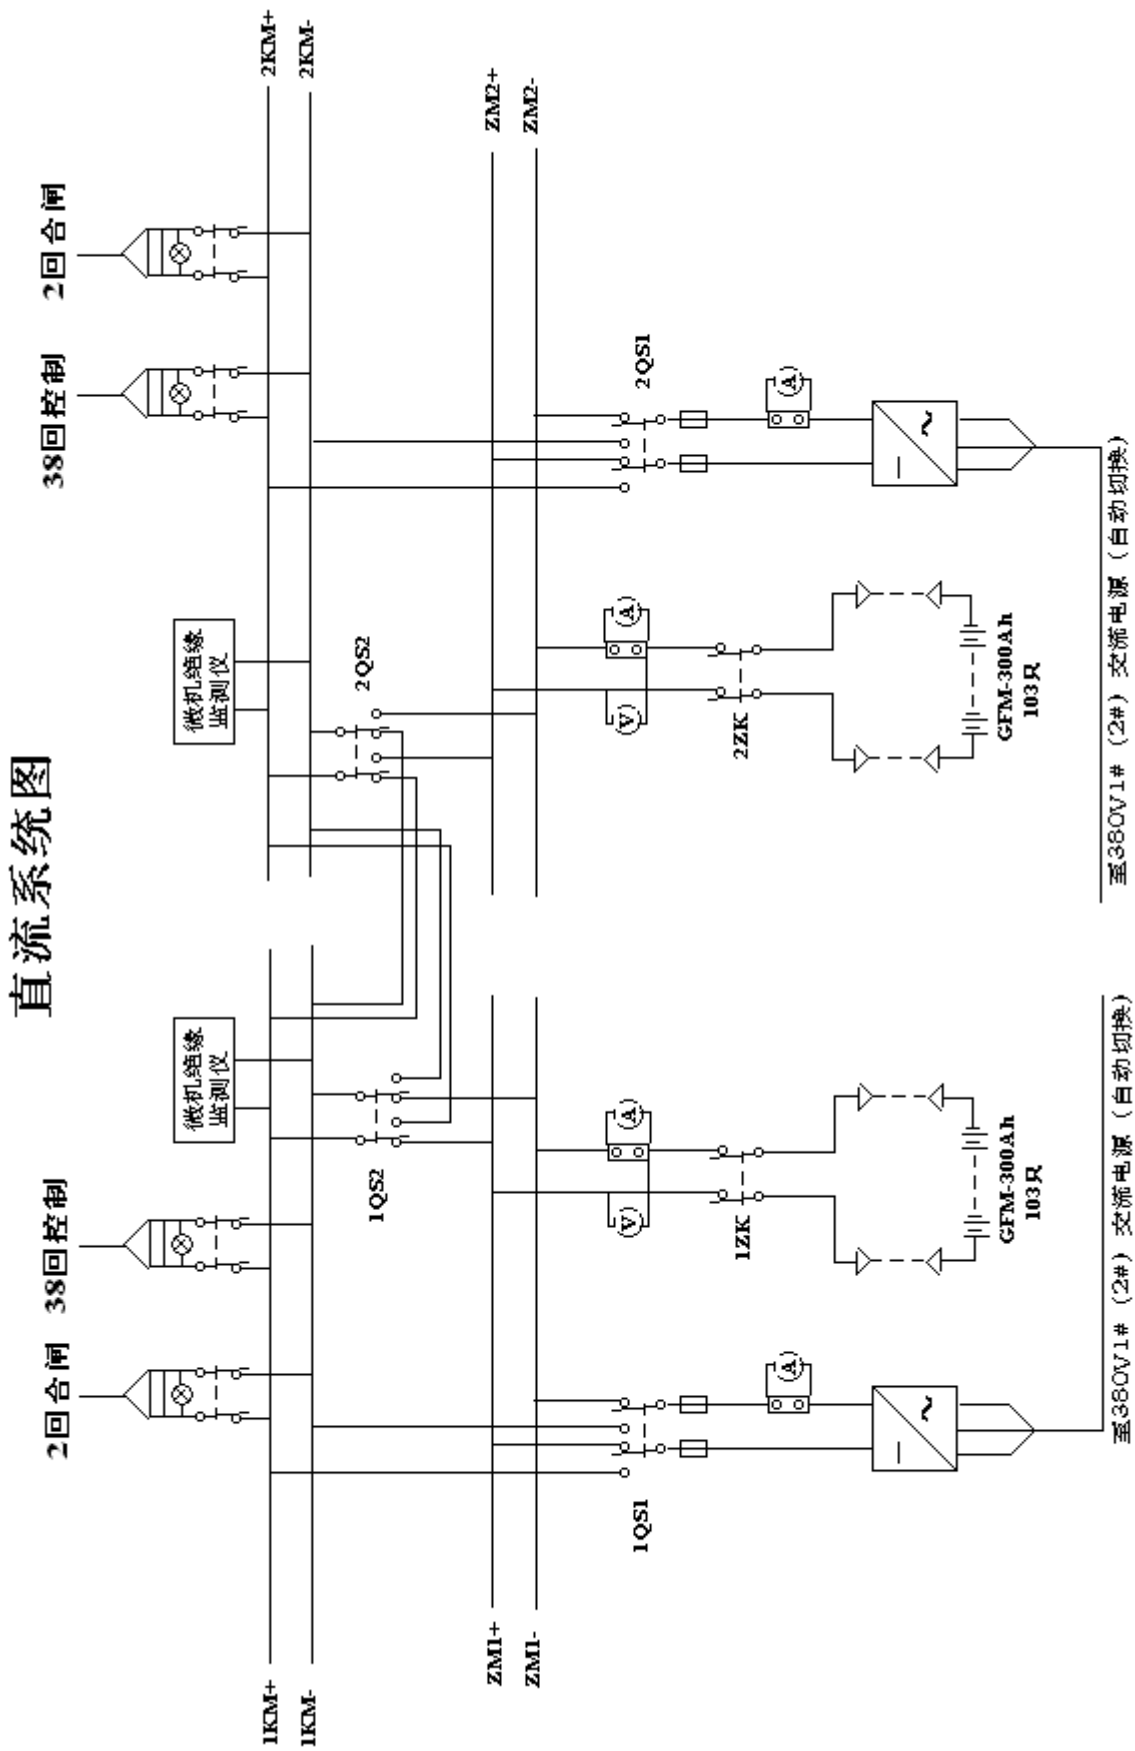 直流系统图
2回合闸
38回控制
38回控制
2回合闸
微机绝缘
监测仪
微机绝缘
监测仪
1KM+
1KM-
2KM+
2KM-
1QS2
2QS2
ZM1+
ZM1-
ZM2+
ZM2-
1QS1
A
V
A
1ZK
V
A
2ZK
2QS1
A
GFM-300Ah
103只
GFM-300Ah
103只
至380V1#(2#)交流电源(自动切换)
至380V1#(2#)交流电源(自动切换)